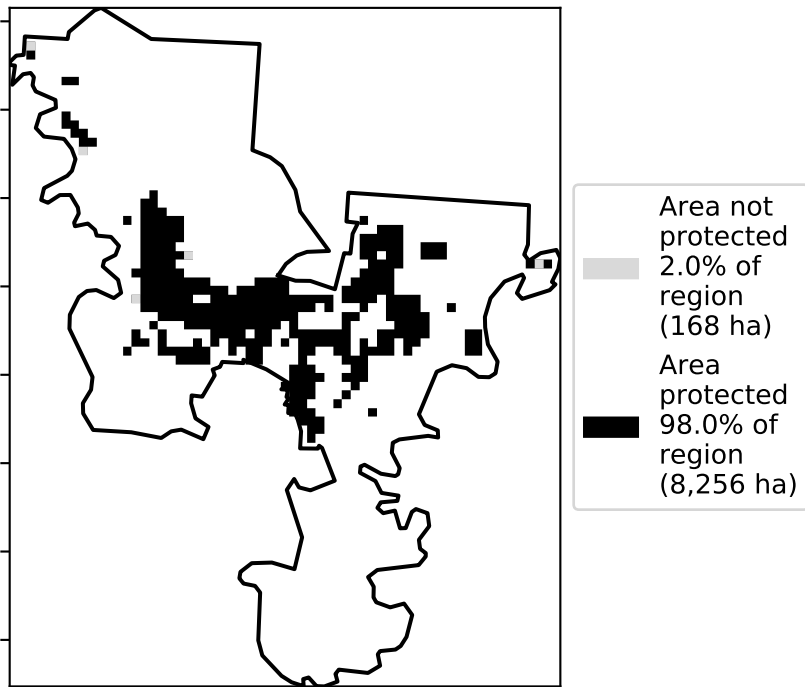 Area not
protected
2.0% of
region
(168 ha)
Area
protected
98.0% of
region
(8,256 ha)